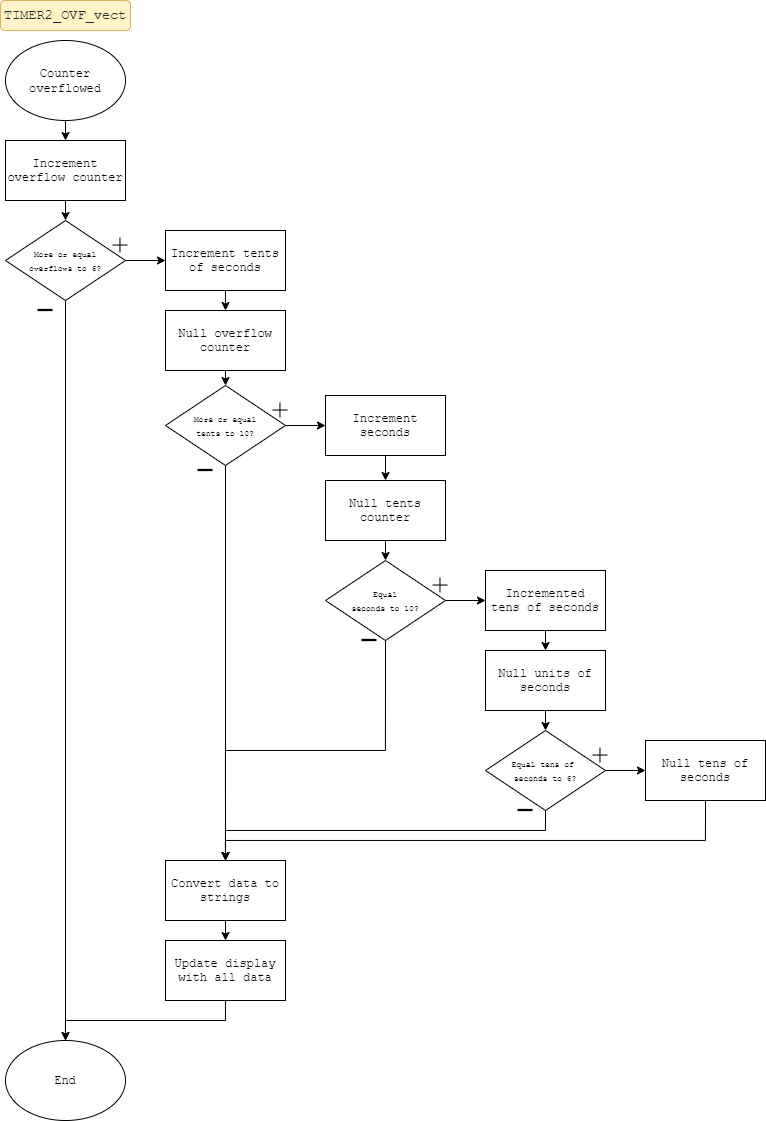 TIMER2_OVF_vect
Counter
overflowed
Increment
overflow counter
More or equal
overflows to 6?
+
−
Increment tents
of seconds
Null overflow
counter
More or equal
tents to 10?
+
−
Increment
seconds
Null tents
counter
Equal
seconds to 10?
+
−
Incremented
tens of seconds
Null units of
seconds
Equal tens of
seconds to 6?
+
−
Null tens of
seconds
Convert data to
strings
Update display
with all data
End